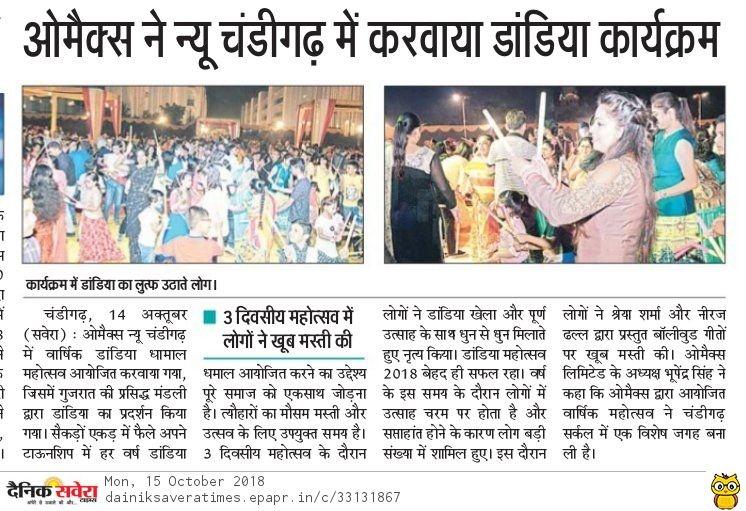 ओमैक्स ने न्यू चंडीगढ़ में करवाया डांडिया कार्यक्रम
कार्यक्रम में डांडिया का लुत्फ उठाते लोग।
चंडीगढ़, 14 अक्तूबर
(सवेरा) : ओमैक्स न्यू चंडीगढ़
में वार्षिक डांडिया धामाल
महोत्सव आयोजित करवाया गया,
जिसमें गुजरात की प्रसिद्ध मंडली
द्वारा डांडिया का प्रदर्शन किया
गया। सैकड़ों एकड़ में फैले अपने
टाऊनशिप में हर वर्ष डांडिया
3 दिवसीय महोत्सव में
लोगों ने खूब मस्ती की
धमाल आयोजित करने का उद्देश्य
पूरे समाज को एकसाथ जोड़ना
है। त्यौहारों का मौसम मस्ती और
उत्सव के लिए उपयुक्त समय है।
3 दिवसीय महोत्सव के दौरान
लोगों ने डांडिया खेला और पूर्ण
उत्साह के साथ धुन से धुन मिलाते
हुए नृत्य किया। डांडिया महोत्सव
2018 बेहद ही सफल रहा। वर्ष
के इस समय के दौरान लोगों में
उत्साह चरम पर होता है और
सप्ताहांत होने के कारण लोग बड़ी
संख्या में शामिल हुए। इस दौरान
लोगों ने श्रेया शर्मा और नीरज
ढल्ल द्वारा प्रस्तुत बॉलीवुड गीतों
पर खूब मस्ती की। ओमैक्स
लिमिटेड के अध्यक्ष भूपेंद्र सिंह ने
कहा कि ओमैक्स द्वारा आयोजित
वार्षिक महोत्सव ने चंडीगढ़
सर्कल में एक विशेष जगह बना
ली है।
दैनिक सवेरा
टाइम्स
Mon, 15 October 2018
dainiksaveratimes.epapr.in/c/33131867